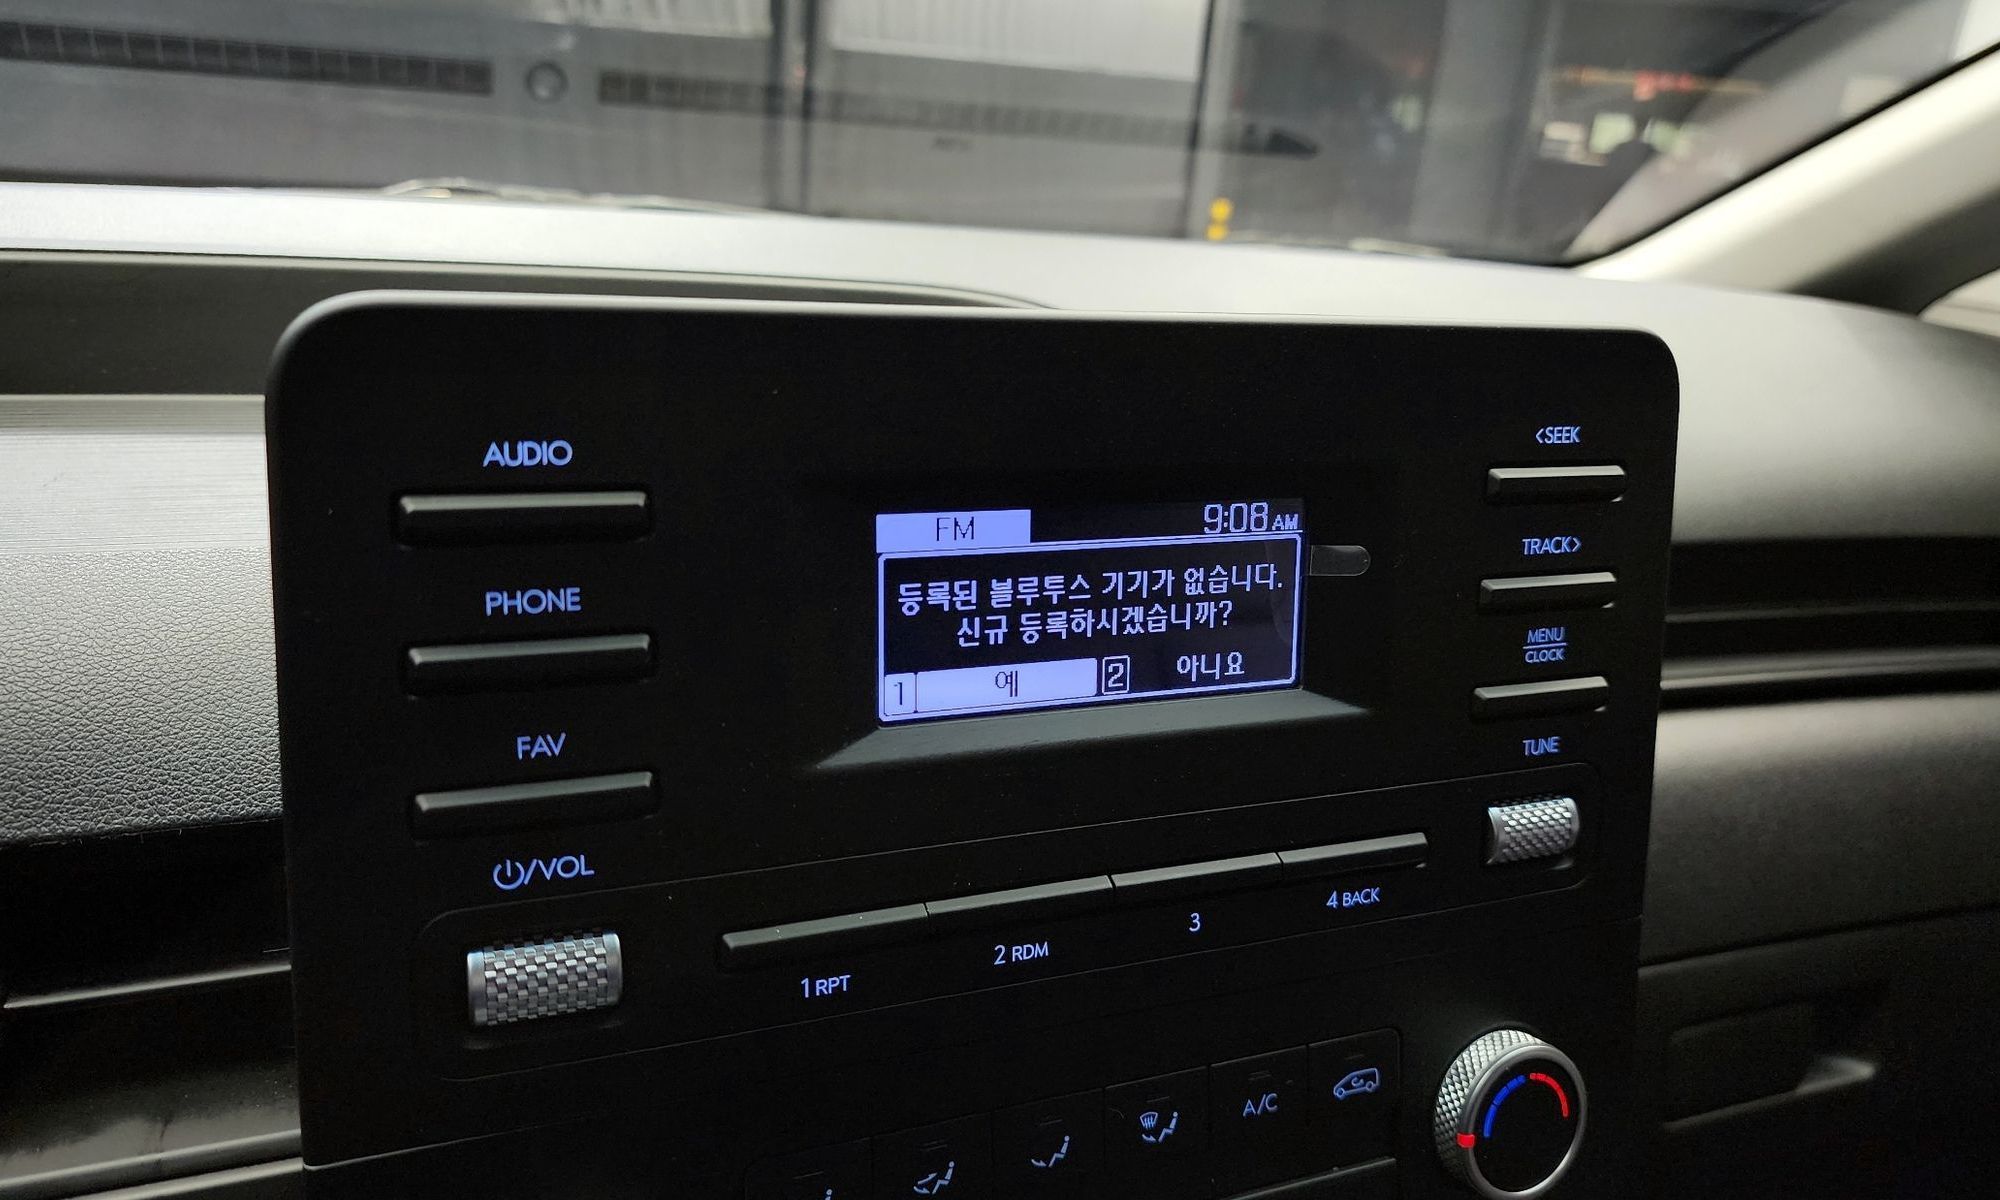 AUDIO
<SEEK
FM
9:08 AM
등록된 블루투스 기기가 없습니다.
신규 등록하시겠습니까?
1 예 2 아니요
TRACK>
PHONE
MENU
CLOCK
FAV
TUNE
/VOL
1 RPT
2 RDM
3
4 BACK
A/C